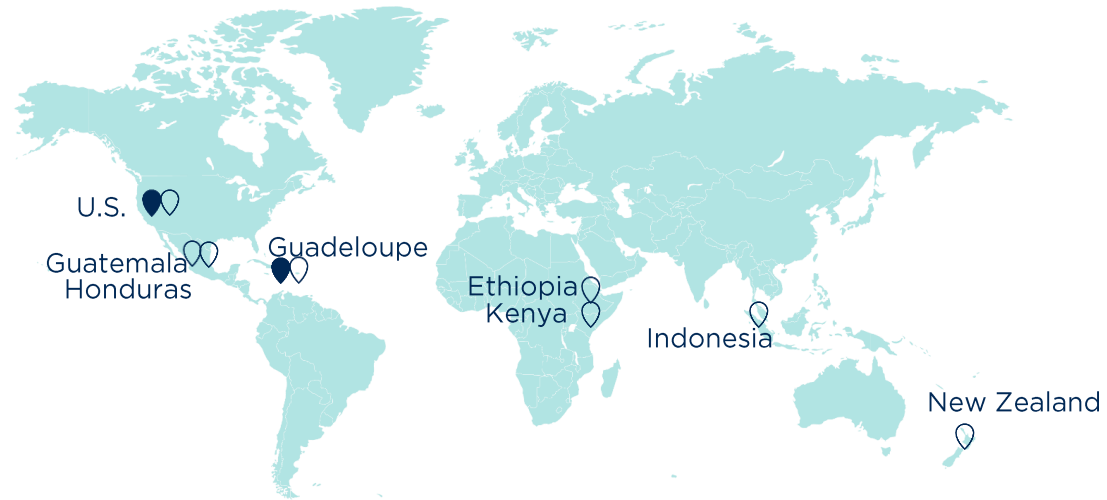 U.S.
Guadeloupe
Guatemala
Honduras
Ethiopia
Kenya
Indonesia
New Zealand